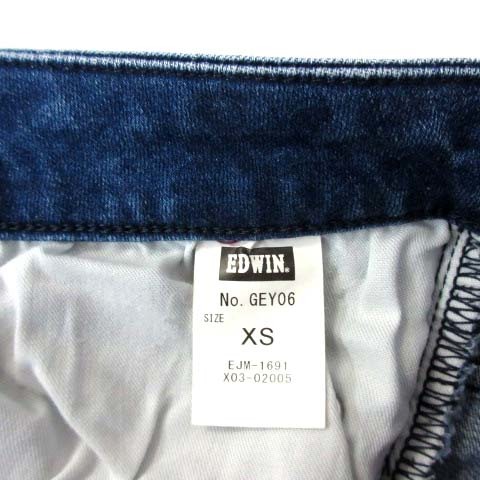 EDWIN®
No. GEY06
SIZE
XS
EJM-1691
X03-02005